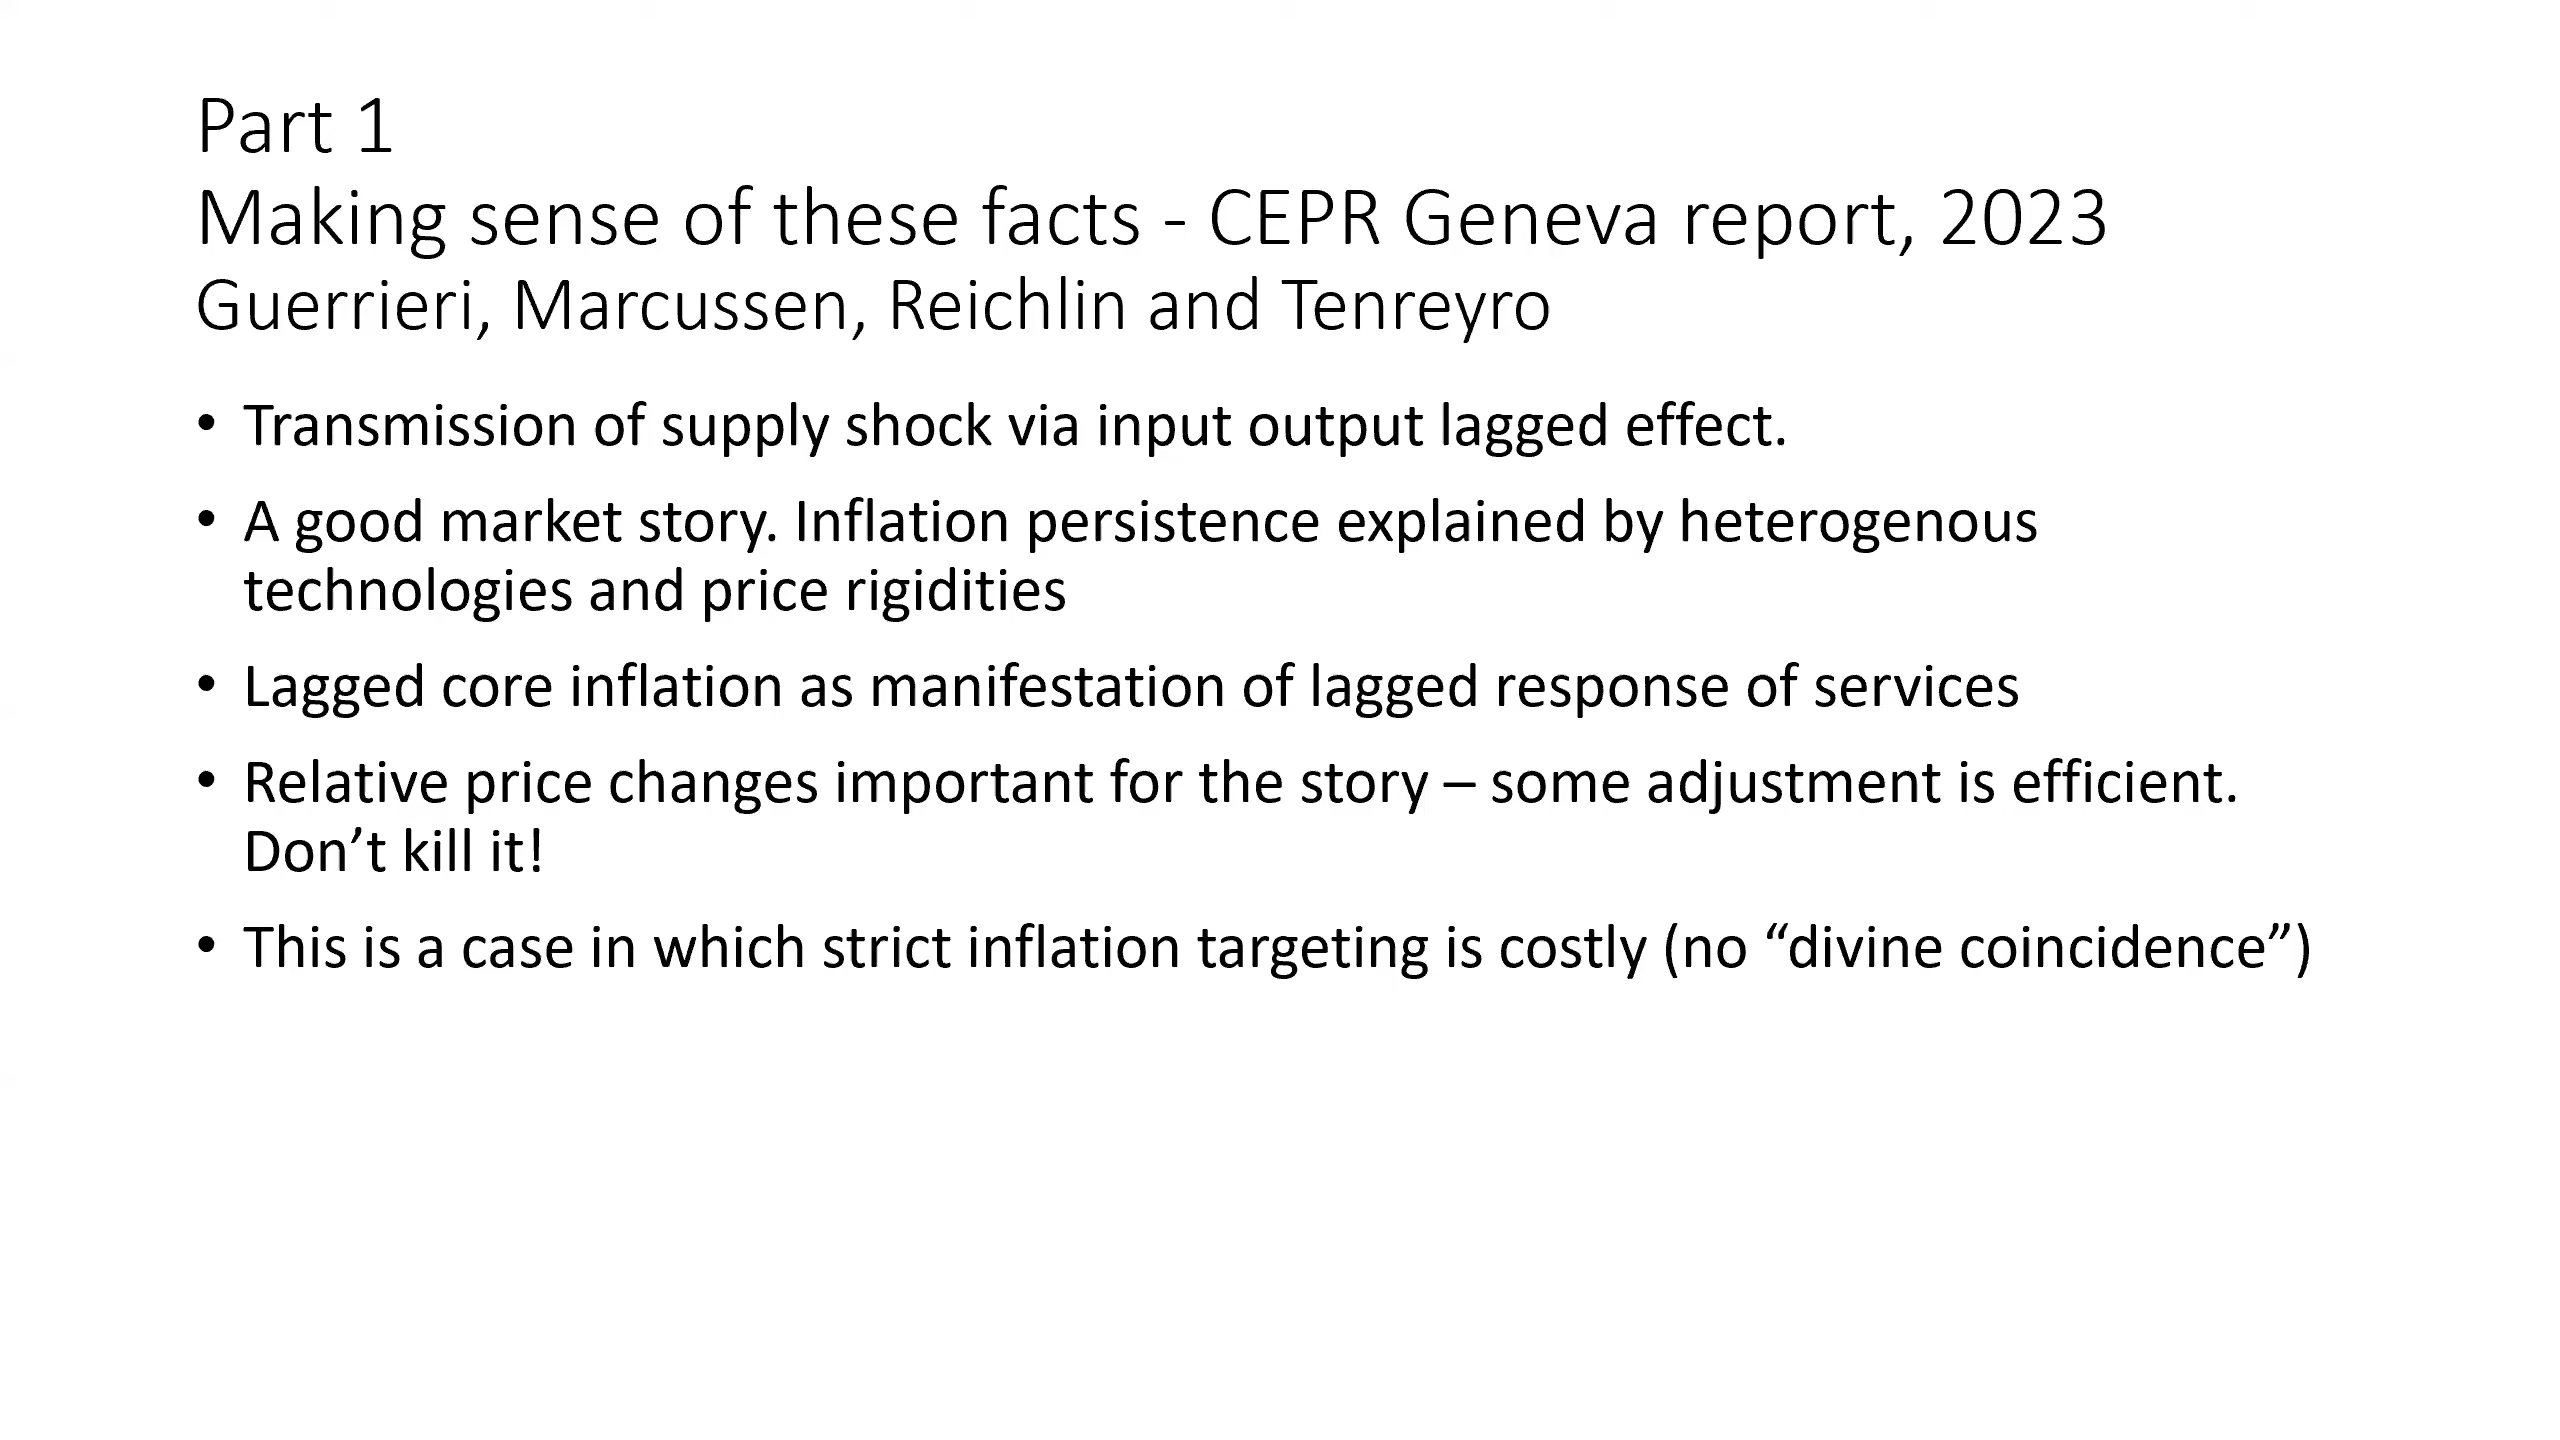 Part 1
Making sense of these facts - CEPR Geneva report, 2023
Guerrieri, Marcussen, Reichlin and Tenreyro
• Transmission of supply shock via input output lagged effect.
• A good market story. Inflation persistence explained by heterogenous
technologies and price rigidities
• Lagged core inflation as manifestation of lagged response of services
• Relative price changes important for the story – some adjustment is efficient.
Don’t kill it!
• This is a case in which strict inflation targeting is costly (no “divine coincidence”)